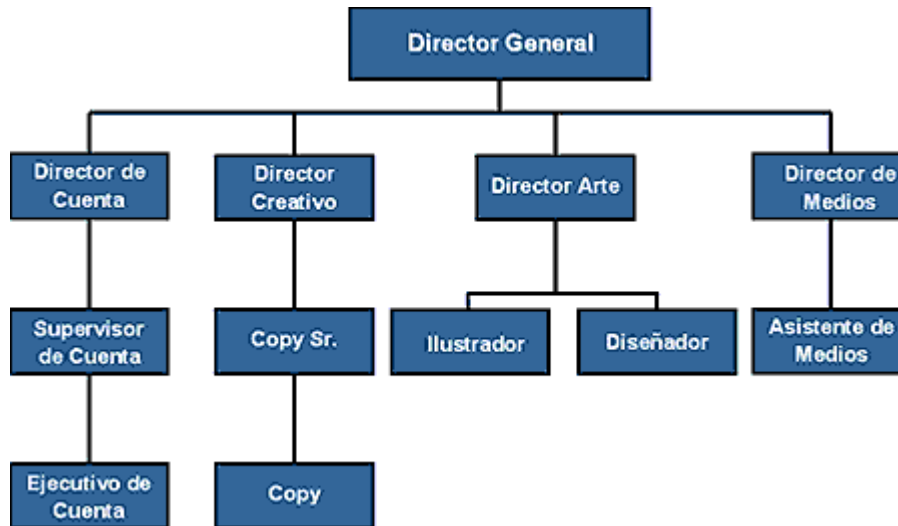 Director General
Director de
Cuenta
Director
Creativo
Director Arte
Director de
Medios
Supervisor
de Cuenta
Copy Sr.
Ilustrador
Diseñador
Asistente de
Medios
Ejecutivo de
Cuenta
Copy